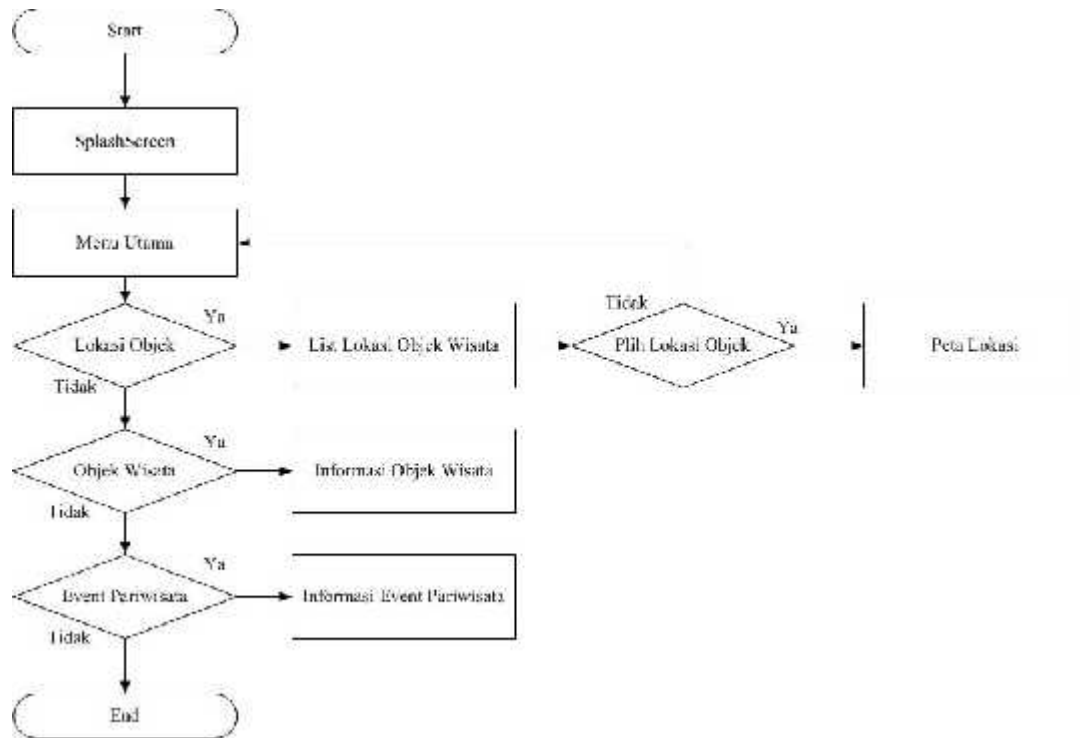 Start
SplashScreen
Menu Utama
Ya
Lokasi Objek
Tidak
List Lokasi Objek Wisata
Tidak
Plih Lokasi Objek
Ya
Peta Lokasi
Ya
Objek Wisata
Tidak
Informasi Objek Wisata
Ya
Event Pariwisata
Tidak
Informasi Event Pariwisata
End